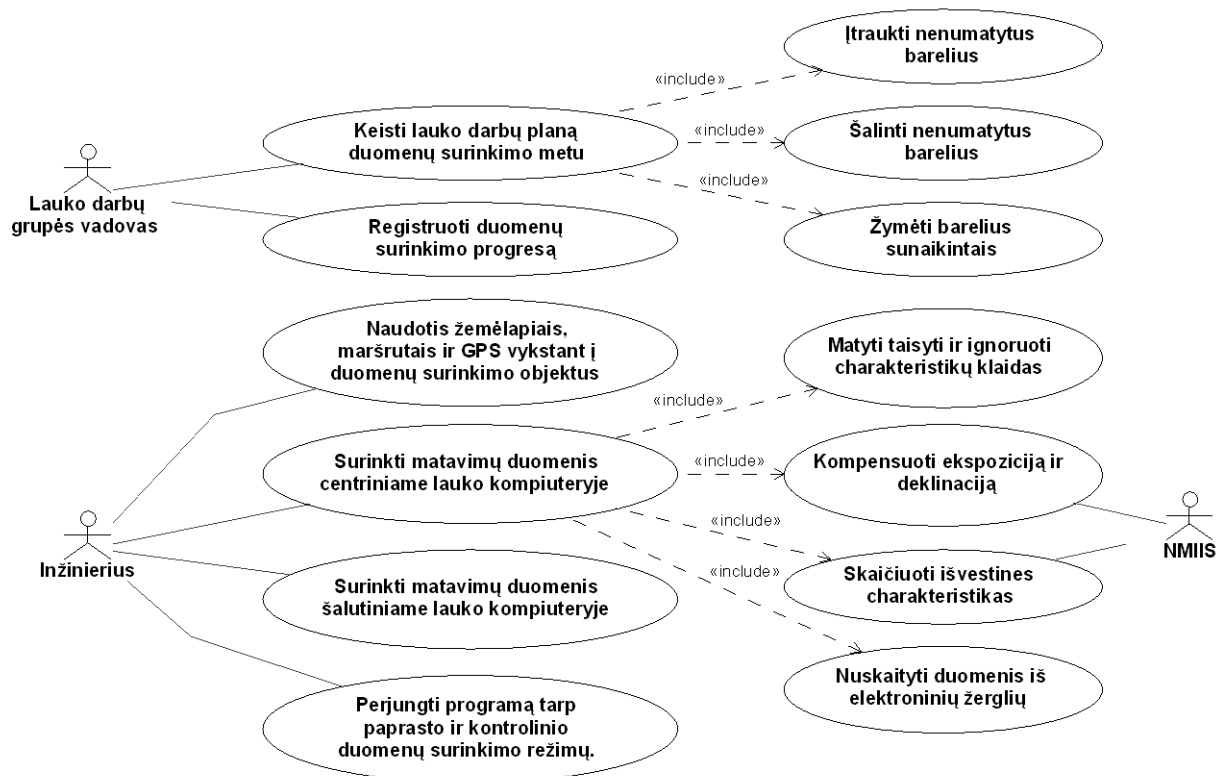 Įtraukti nenumatytus
barelius
«include»
Keisti lauko darbų planą
duomenų surinkimo metu
«include»
Šalinti nenumatytus
barelius
«include»
Lauko darbų
grupės vadovas
Registruoti duomenų
surinkimo progresą
Žymėti barelius
sunaikintais
Naudotis žemėlapiais,
maršrutais ir GPS vykstant į
duomenų surinkimo objektus
Matyti taisyti ir ignoruoti
charakteristikų klaidas
«include»
Surinkti matavimų duomenis
centriniame lauko kompiuteryje
«include»
Kompensuoti ekspoziciją ir
deklinaciją
«include»
Inžinierius
NMIIS
«include»
Surinkti matavimų duomenis
šalutiniame lauko kompiuteryje
Skaičiuoti išvestines
charakteristikas
Nuskaityti duomenis iš
elektroninių žerglių
Perjungti programą tarp
paprasto ir kontrolinio
duomenų surinkimo režimų.